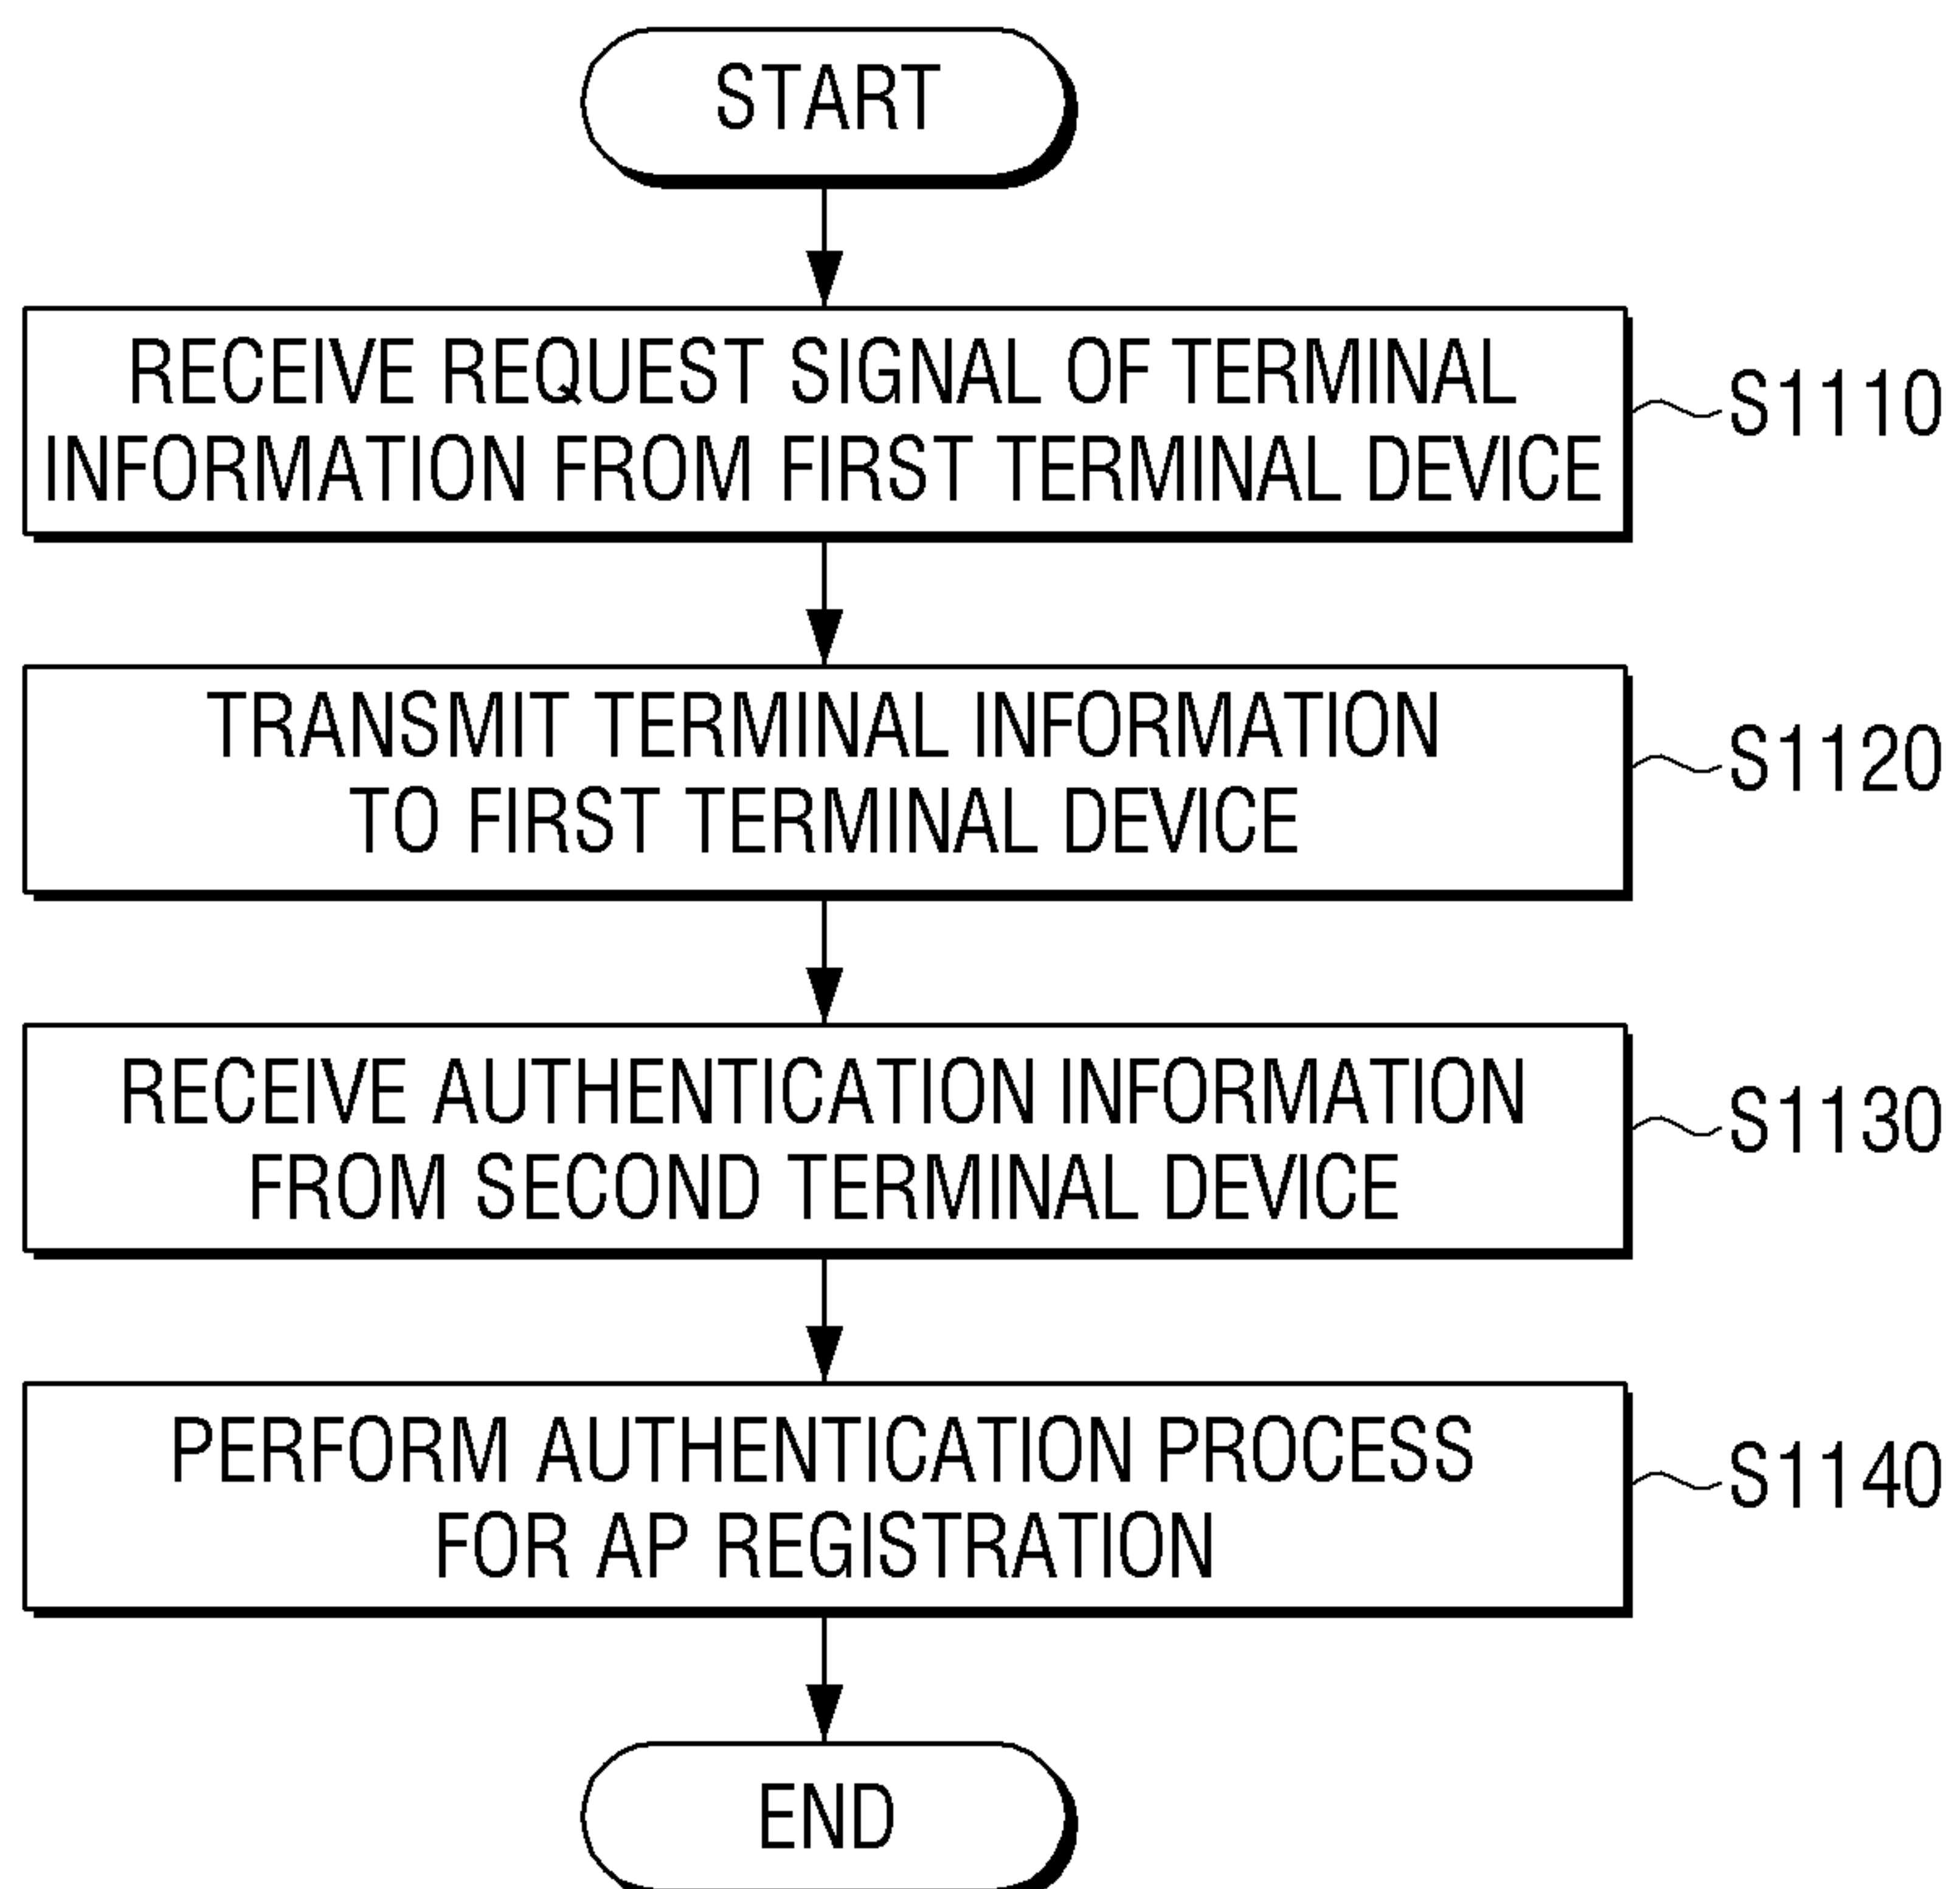 START
RECEIVE REQUEST SIGNAL OF TERMINAL
INFORMATION FROM FIRST TERMINAL DEVICE
S1110
TRANSMIT TERMINAL INFORMATION
TO FIRST TERMINAL DEVICE
S1120
RECEIVE AUTHENTICATION INFORMATION
FROM SECOND TERMINAL DEVICE
S1130
PERFORM AUTHENTICATION PROCESS
FOR AP REGISTRATION
S1140
END